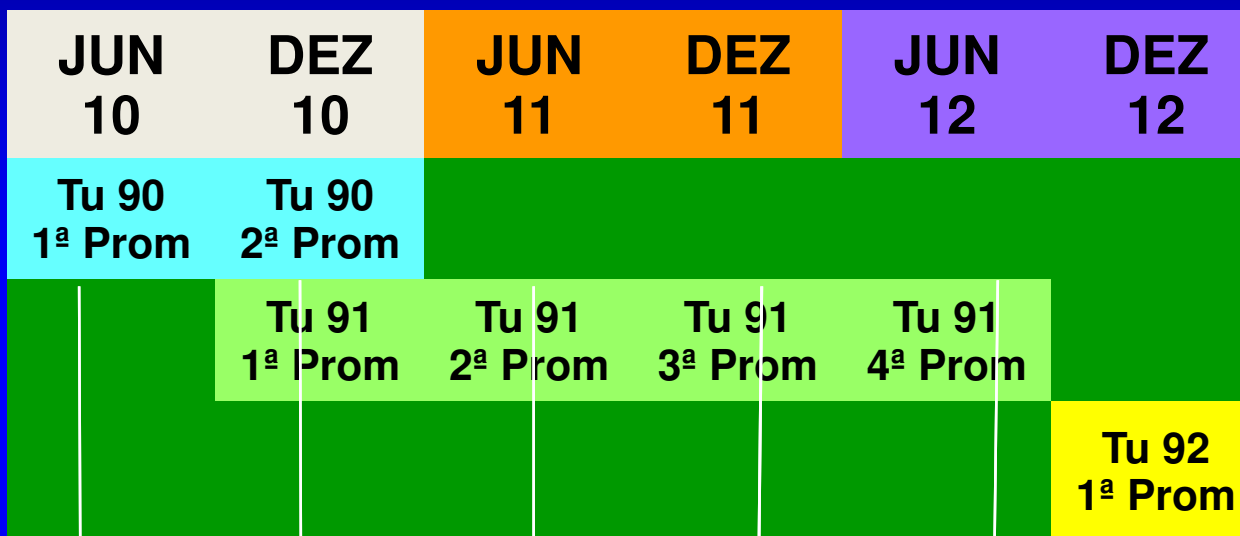 JUN DEZ JUN DEZ JUN DEZ
10 10 11 11 12 12
Tu 90 Tu 90
1ª Prom 2ª Prom
Tu 91 Tu 91 Tu 91 Tu 91
1ª Prom 2ª Prom 3ª Prom 4ª Prom
Tu 92
1ª Prom